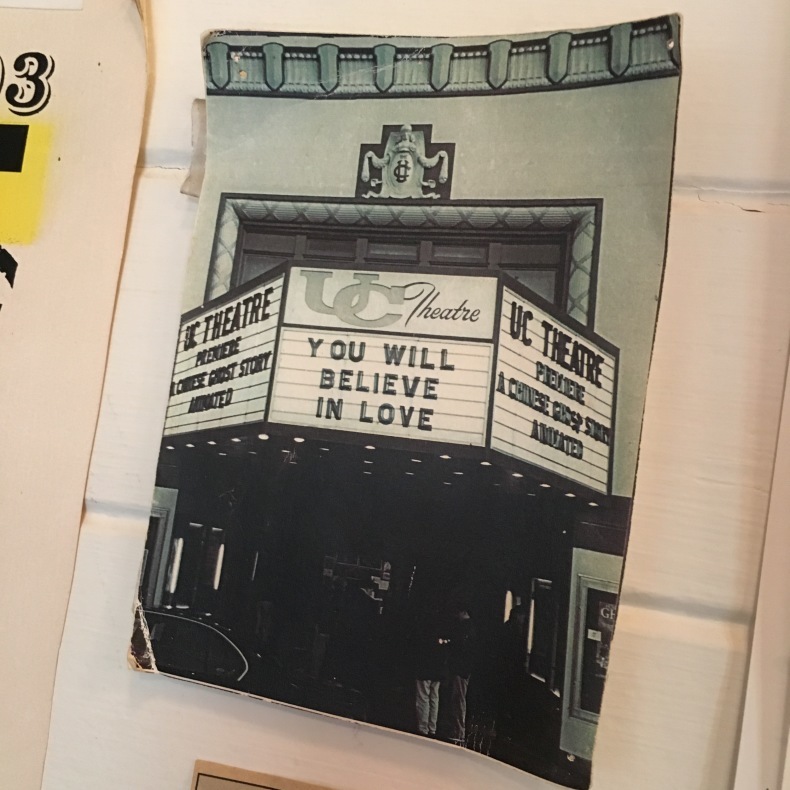 03
UC Theatre
YOU WILL
BELIEVE
IN LOVE
UC THEATRE
PREMIERE
A CHINESE GHOST STORY
ANIMATED
UC THEATRE
PREMIERE
A CHINESE GHOST STORY
ANIMATED